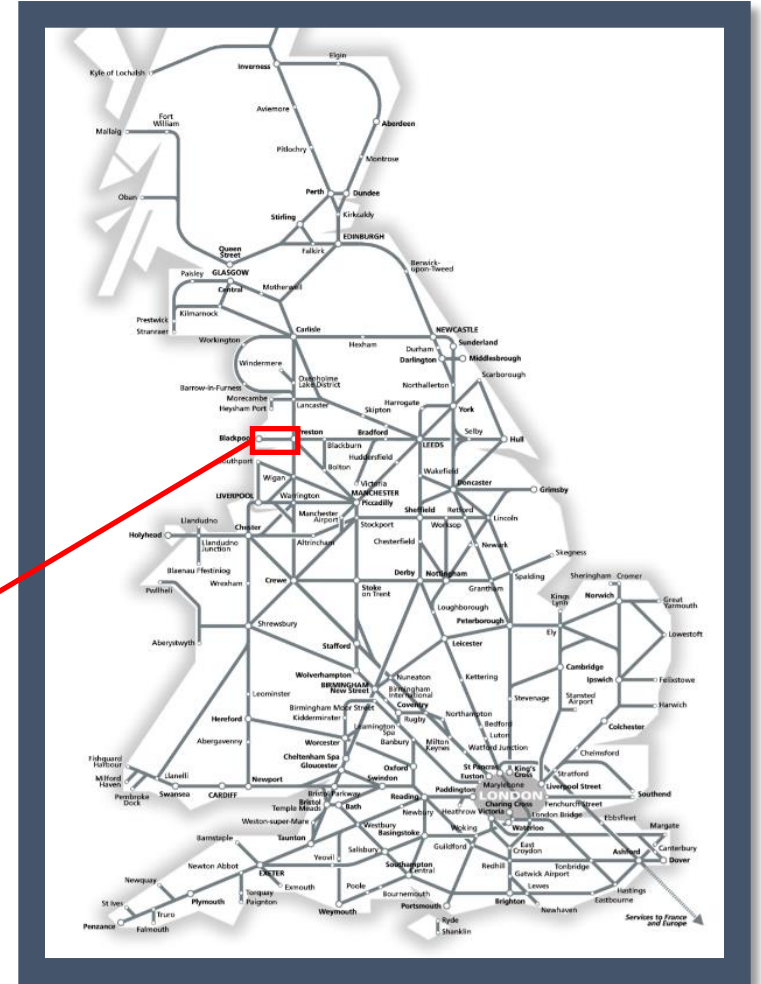 Elgin
Inverness
Kyle of Lochalsh
Aviemore
Fort
William
Aberdeen
Mallaig
Pitlochry
Montrose
Perth
Dundee
Oban
Stirling
Kirkcaldy
EDINBURGH
Queen
Street
Falkirk
Berwick-
upon-Tweed
Paisley
GLASGOW
Central
Motherwell
Prestwick
Kilmarnock
Stranraer
Carlisle
NEWCASTLE
Workington
Hexham
Durham
Sunderland
Darlington
Middlesbrough
Windermere
Scarborough
Oxenholme
Lake District
Northallerton
Barrow-in-Furness
Morecambe
Lancaster
Harrogate
York
Heysham Port
Skipton
Blackpool
Preston
Bradford
Selby
Blackburn
LEEDS
Hull
Huddersfield
Southport
Bolton
Wakefield
Wigan
Victoria
Doncaster
LIVERPOOL
Warrington
MANCHESTER
Piccadilly
Grimsby
Manchester
Airport
Sheffield
Retford
Llandudno
Stockport
Worksop
Lincoln
Holyhead
Chester
Llandudno
Junction
Altrincham
Chesterfield
Newark
Skegness
Blaenau Ffestiniog
Derby
Nottingham
Sheringham
Cromer
Pwllheli
Wrexham
Crewe
Stoke
on Trent
Grantham
Spalding
Kings
Lynn
Norwich
Great
Yarmouth
Loughborough
Peterborough
Aberystwyth
Shrewsbury
Ely
Lowestoft
Stafford
Leicester
Wolverhampton
Nuneaton
Kettering
Cambridge
BIRMINGHAM
New Street
Birmingham
International
Ipswich
Felixstowe
Leominster
Coventry
Stevenage
Stansted
Airport
Birmingham Moor Street
Northampton
Harwich
Hereford
Kidderminster
Rugby
Bedford
Leamington
Spa
Colchester
Abergavenny
Worcester
Banbury
Milton
Keynes
Luton
Watford Junction
Chelmsford
Fishguard
Harbour
Cheltenham Spa
Gloucester
Oxford
St Pancras
King's
Cross
Euston
Stratford
Milford
Haven
Llanelli
Newport
Swindon
Marylebone
Liverpool Street
Pembroke
Dock
Swansea
CARDIFF
Bristol Parkway
Reading
Paddington
LONDON
Southend
Bristol
Temple Meads
Bath
Charing Cross
Fenchurch Street
Newbury
Heathrow
Victoria
London Bridge
Ebbsfleet
Weston-super-Mare
Westbury
Waterloo
Margate
Barnstaple
Taunton
Basingstoke
Woking
East
Croydon
Canterbury
Salisbury
Guildford
Ashford
Newton Abbot
Yeovil
Southampton
Central
Redhill
Tonbridge
Dover
EXETER
Gatwick Airport
Newquay
Exmouth
Poole
Lewes
Hastings
St Ives
Plymouth
Torquay
Paignton
Bournemouth
Eastbourne
Truro
Weymouth
Portsmouth
Brighton
Newhaven
Penzance
Falmouth
Ryde
Shanklin
Services to France
and Europe